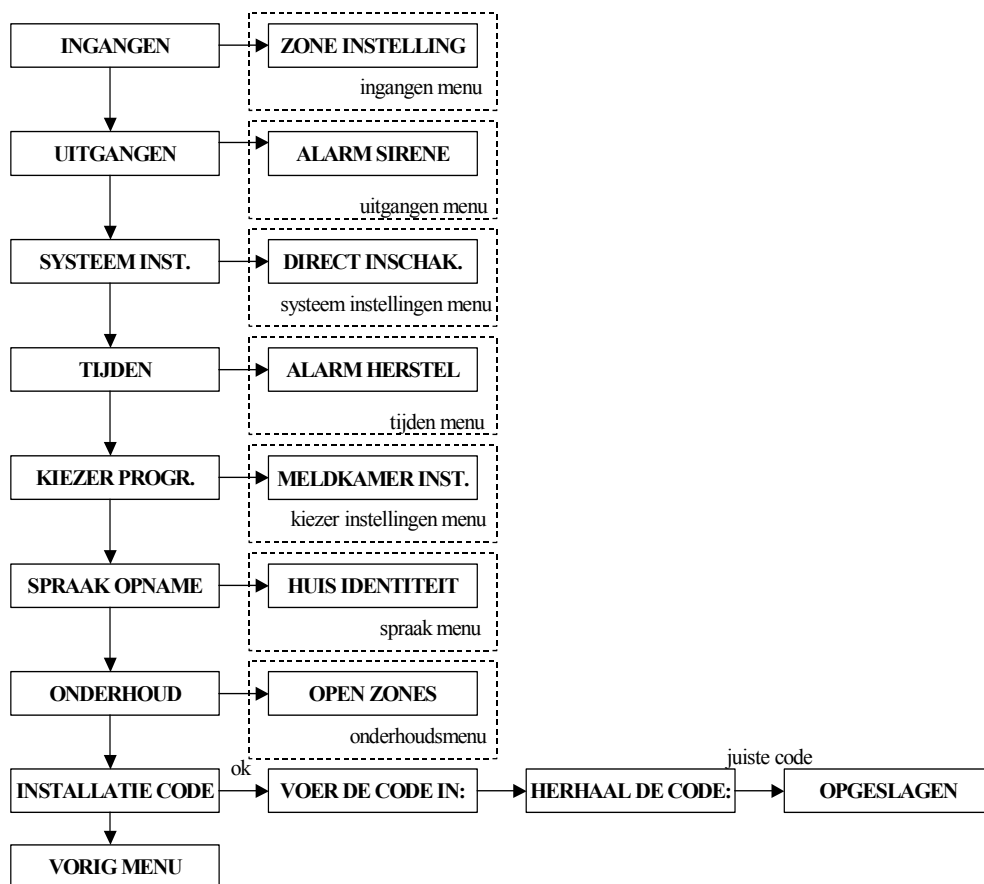 INGANGEN
ZONE INSTELLING
ingangen menu
UITGANGEN
ALARM SIRENE
uitgangen menu
SYSTEEM INST.
DIRECT INSCHAK.
systeem instellingen menu
TIJDEN
ALARM HERSTEL
tijden menu
KIEZER PROGR.
MELDKAMER INST.
kiezer instellingen menu
SPRAAK OPNAME
HUIS IDENTITEIT
spraak menu
ONDERHOUD
OPEN ZONES
onderhoudsmenu
INSTALLATIE CODE
ok
VOER DE CODE IN:
HERHAAL DE CODE:
juiste code
OPGESLAGEN
VORIG MENU